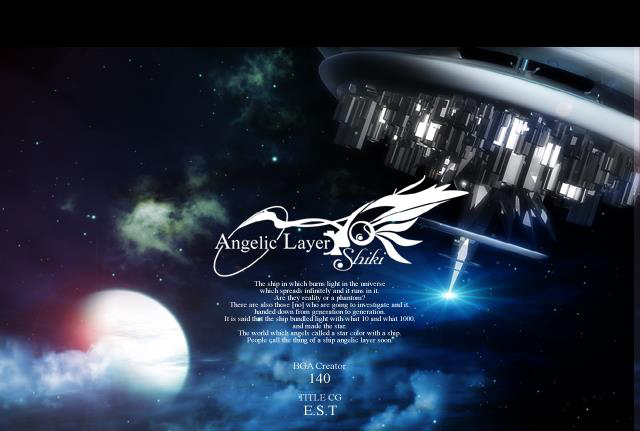 Angelic Layer
Shiki
The ship in which burns light in the universe
which spreads infinitely and it runs in it.
Are they reality or a phantom?
There are also those [no] who are going to investigate and it.
handed down from generation to generation.
It is said that the ship bundled light with what 10 and what 1000,
and made the star.
The world which angels called a star color with a ship.
People call the thing of a ship angelic layer soon."
BGA Creator
140
TITLE CG
E.S.T